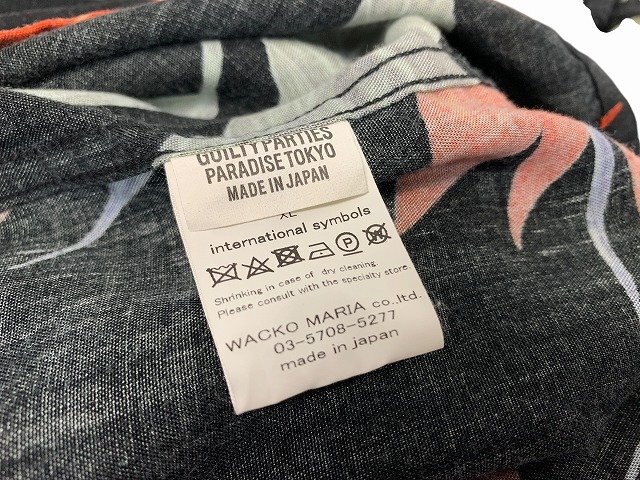 GUILTY PARTIES
PARADISE TOKYO
MADE IN JAPAN
XL
international symbols
Shrinking in case of dry cleaning.
Please consult with the specialty store.
WACKO MARIA co.,ltd.
03-5708-5277
made in japan